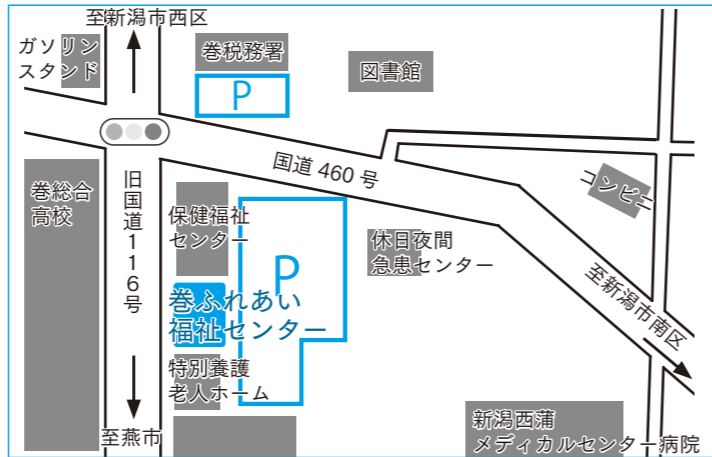 至新潟市西区
ガソリン
スタンド
巻税務署
P
図書館
国道 460 号
コンビニ
巻総合
高校
旧国道116号
保健福祉
センター
P
休日夜間
急患センター
巻ふれあい
福祉センター
至新潟市南区
特別養護
老人ホーム
至燕市
新潟西蒲
メディカルセンター病院